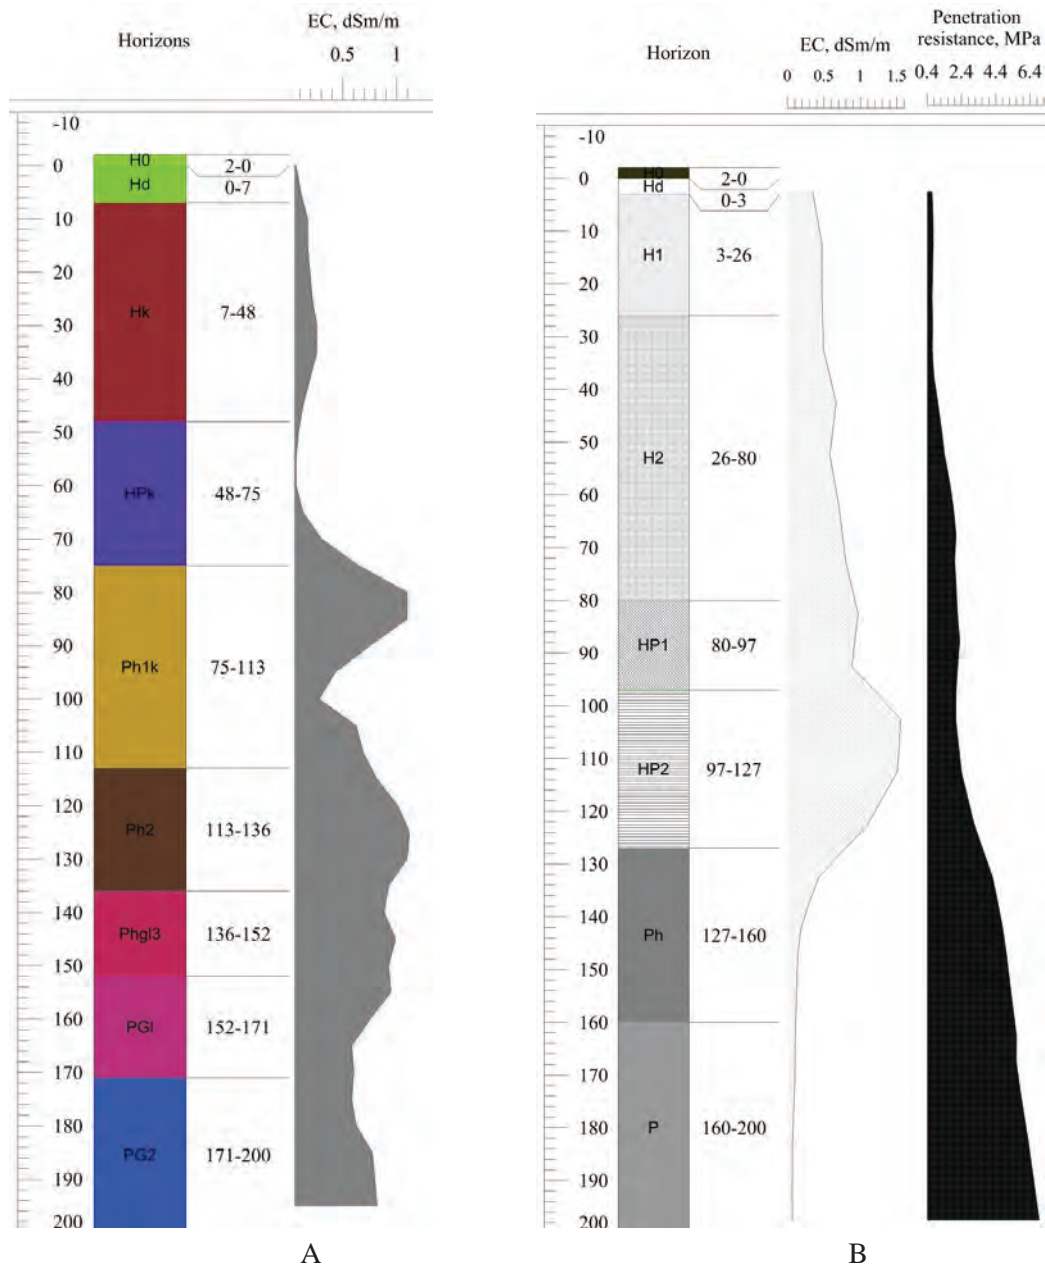 EC, dSm/m
Horizons
0.5 1
-10
0
10
20
30
40
50
60
70
80
90
100
110
120
130
140
150
160
170
180
190
200
H0
Hd
Hk
HPk
Ph1k
Ph2
Phgl3
PGl
PG2
2-0
0-7
7-48
48-75
75-113
113-136
136-152
152-171
171-200
A
Penetration
resistance, MPa
EC, dSm/m
Horizon
0 0.5 1 1.5
0.4 2.4 4.4 6.4
-10
0
10
20
30
40
50
60
70
80
90
100
110
120
130
140
150
160
170
180
190
200
H0
Hd
H1
H2
HP1
HP2
Ph
P
2-0
0-3
3-26
26-80
80-97
97-127
127-160
160-200
B